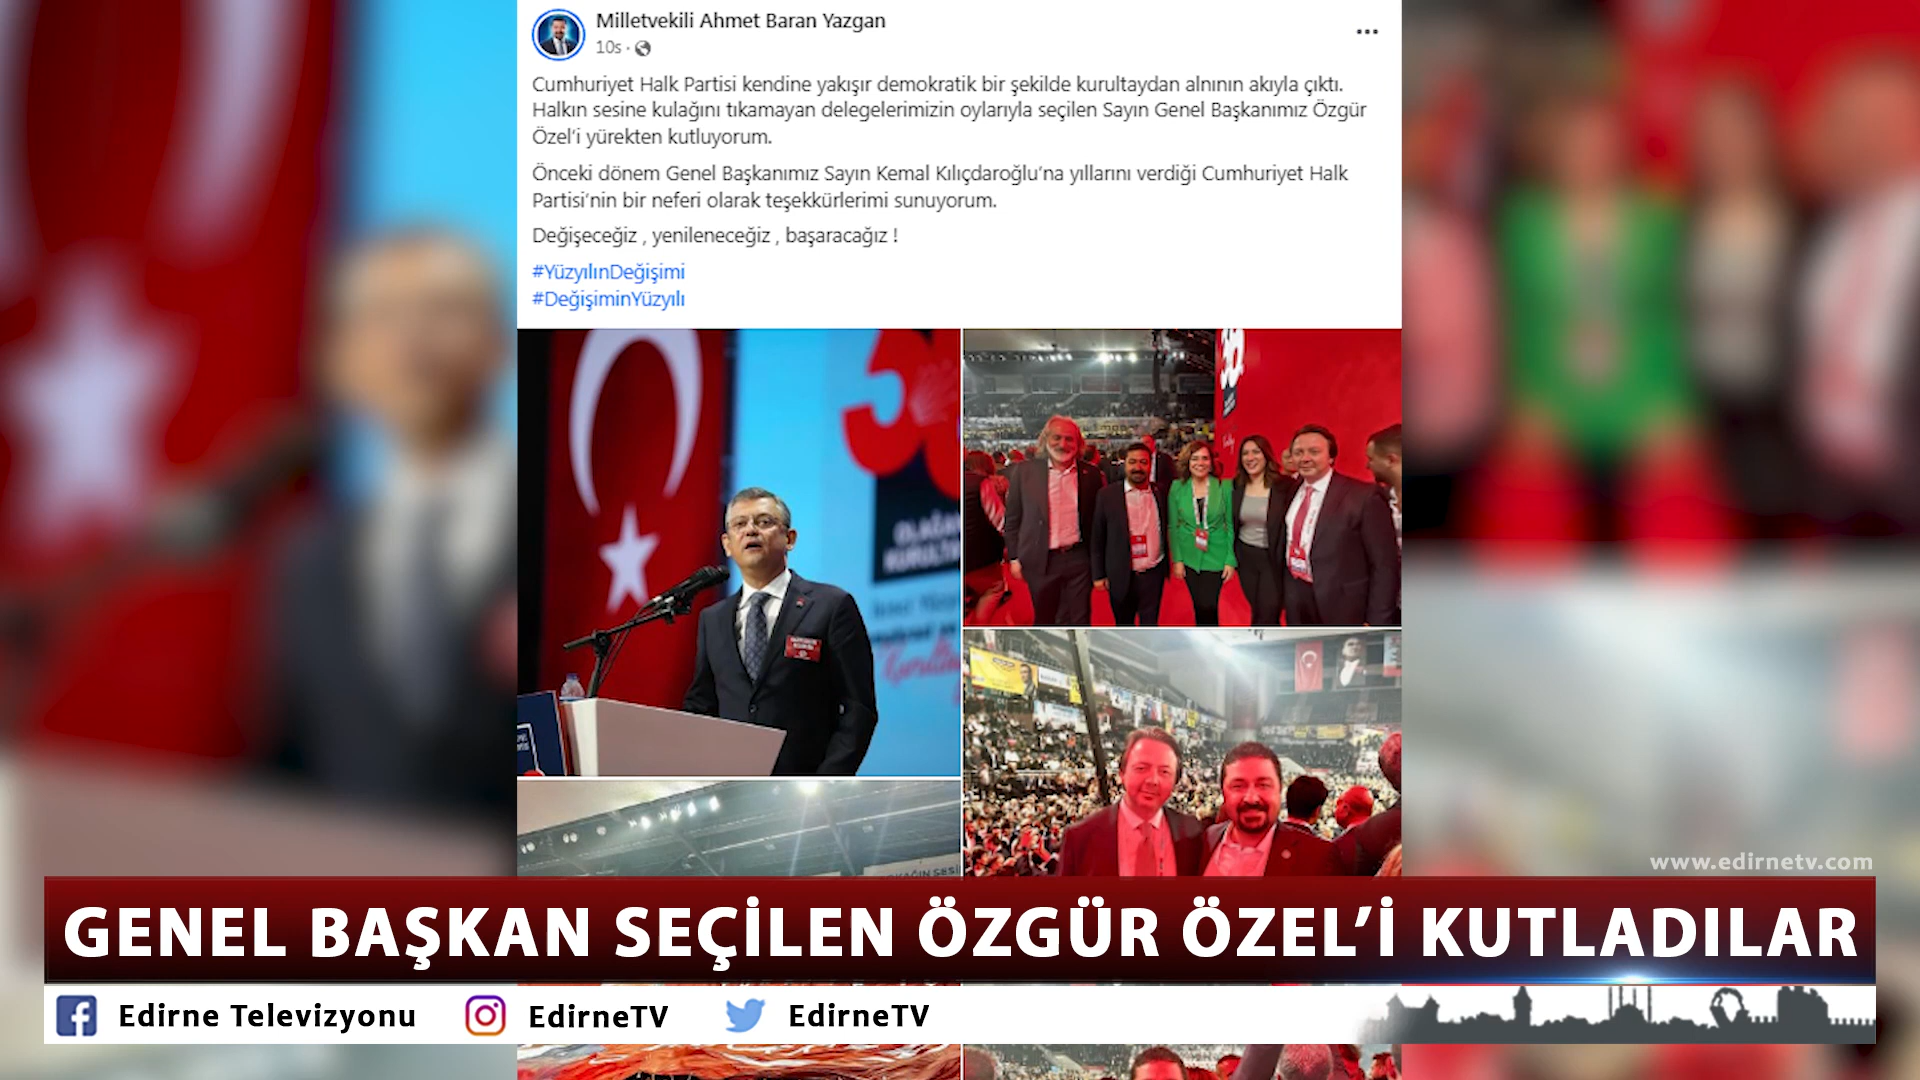 Milletvekili Ahmet Baran Yazgan
10s ·
Cumhuriyet Halk Partisi kendine yakışır demokratik bir şekilde kurultaydan alnının akıyla çıktı.
Halkın sesine kulağını tıkamayan delegelerimizin oylarıyla seçilen Sayın Genel Başkanımız Özgür
Özel'i yürekten kutluyorum.
Önceki dönem Genel Başkanımız Sayın Kemal Kılıçdaroğlu'na yıllarını verdiği Cumhuriyet Halk
Partisi'nin bir neferi olarak teşekkürlerimi sunuyorum.
Değişeceğiz , yenileneceğiz , başaracağız !
#YüzyılınDeğişimi
#DeğişiminYüzyılı
OLAĞAN
KURULTA
www.edirnetv.com
GENEL BAŞKAN SEÇİLEN ÖZGÜR ÖZEL'İ KUTLADILAR
Edirne Televizyonu
EdirneTV
EdirneTV